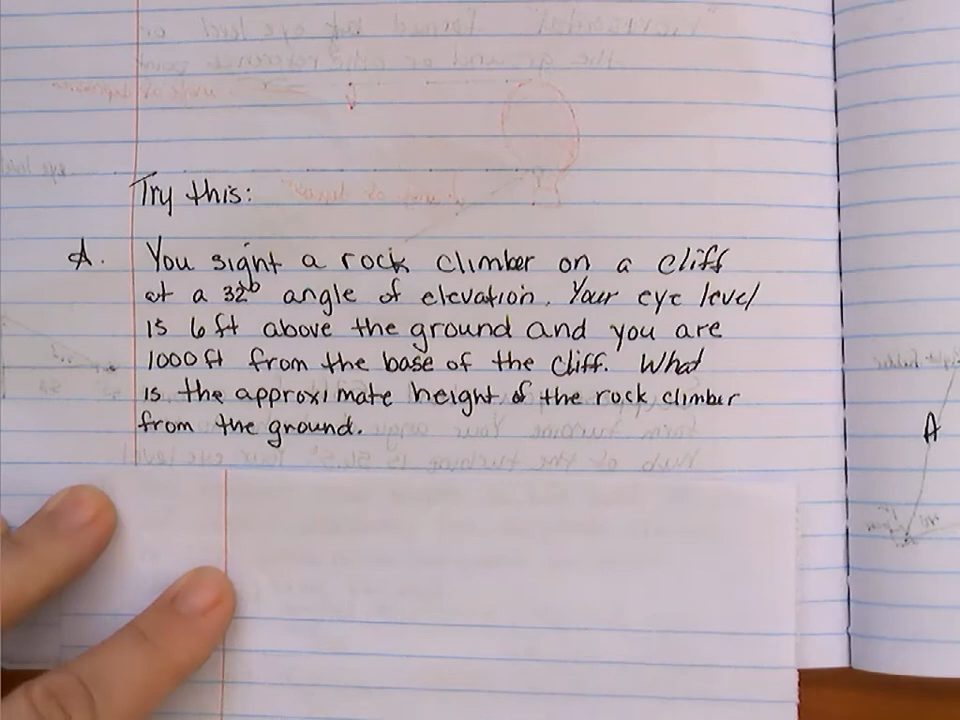 Try this:
A. You sight a rock climber on a cliff
at a 32° angle of elevation. Your eye level
is 6 ft above the ground and you are
1000 ft from the base of the cliff. What
is the approximate height of the rock climber
from the ground.
A